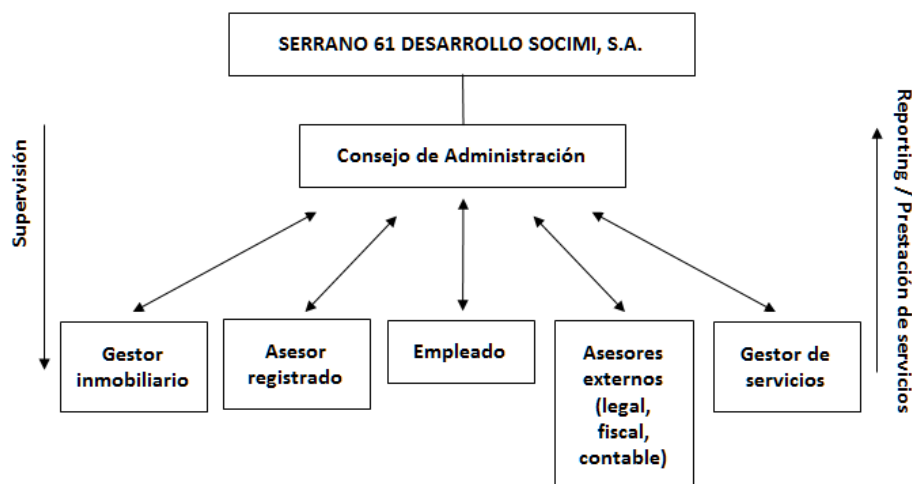 SERRANO 61 DESARROLLO SOCIMI, S.A.
Consejo de Administración
Supervisión
Reporting / Prestación de servicios
Gestor
inmobiliario
Asesor
registrado
Empleado
Asesores
externos
(legal,
fiscal,
contable)
Gestor de
servicios